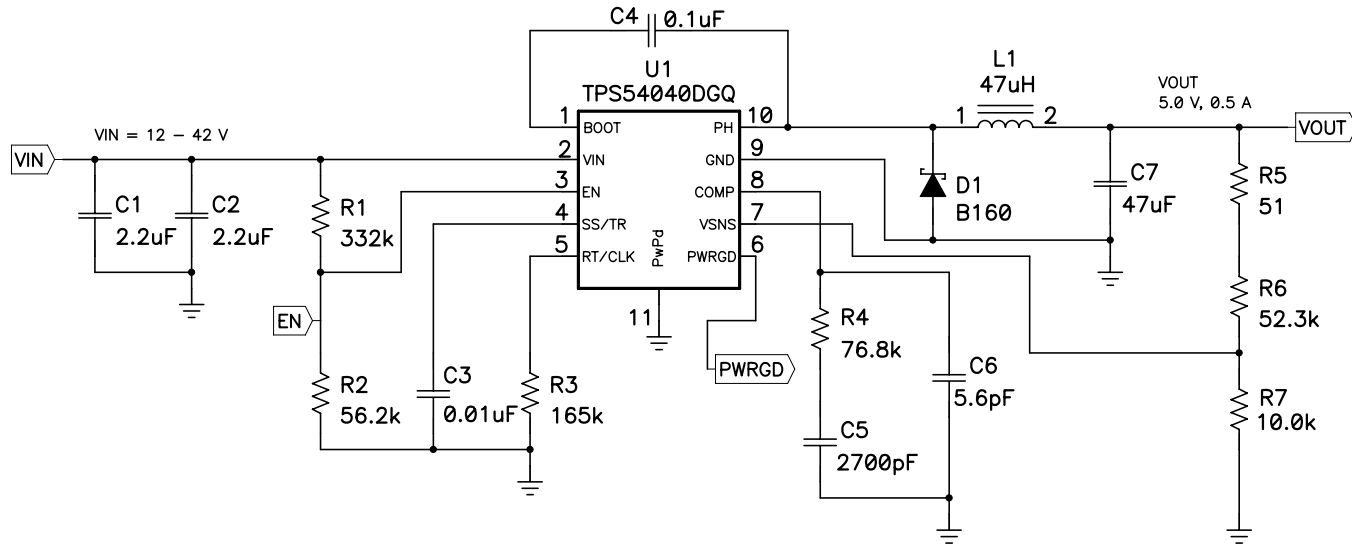 C4 0.1uF
U1
TPS54040DGQ
L1
47uH
VOUT
5.0 V, 0.5 A
VIN = 12 - 42 V
VIN
VOUT
1 BOOT PH 10
2 VIN GND 9
3 EN COMP 8
4 SS/TR VSNS 7
5 RT/CLK PWRGD 6
PwPd
11
1 2
C1
2.2uF
C2
2.2uF
R1
332k
D1
B160
C7
47uF
R5
51
EN
R6
52.3k
R4
76.8k
PWRGD
R2
56.2k
C3
0.01uF
R3
165k
C6
5.6pF
R7
10.0k
C5
2700pF